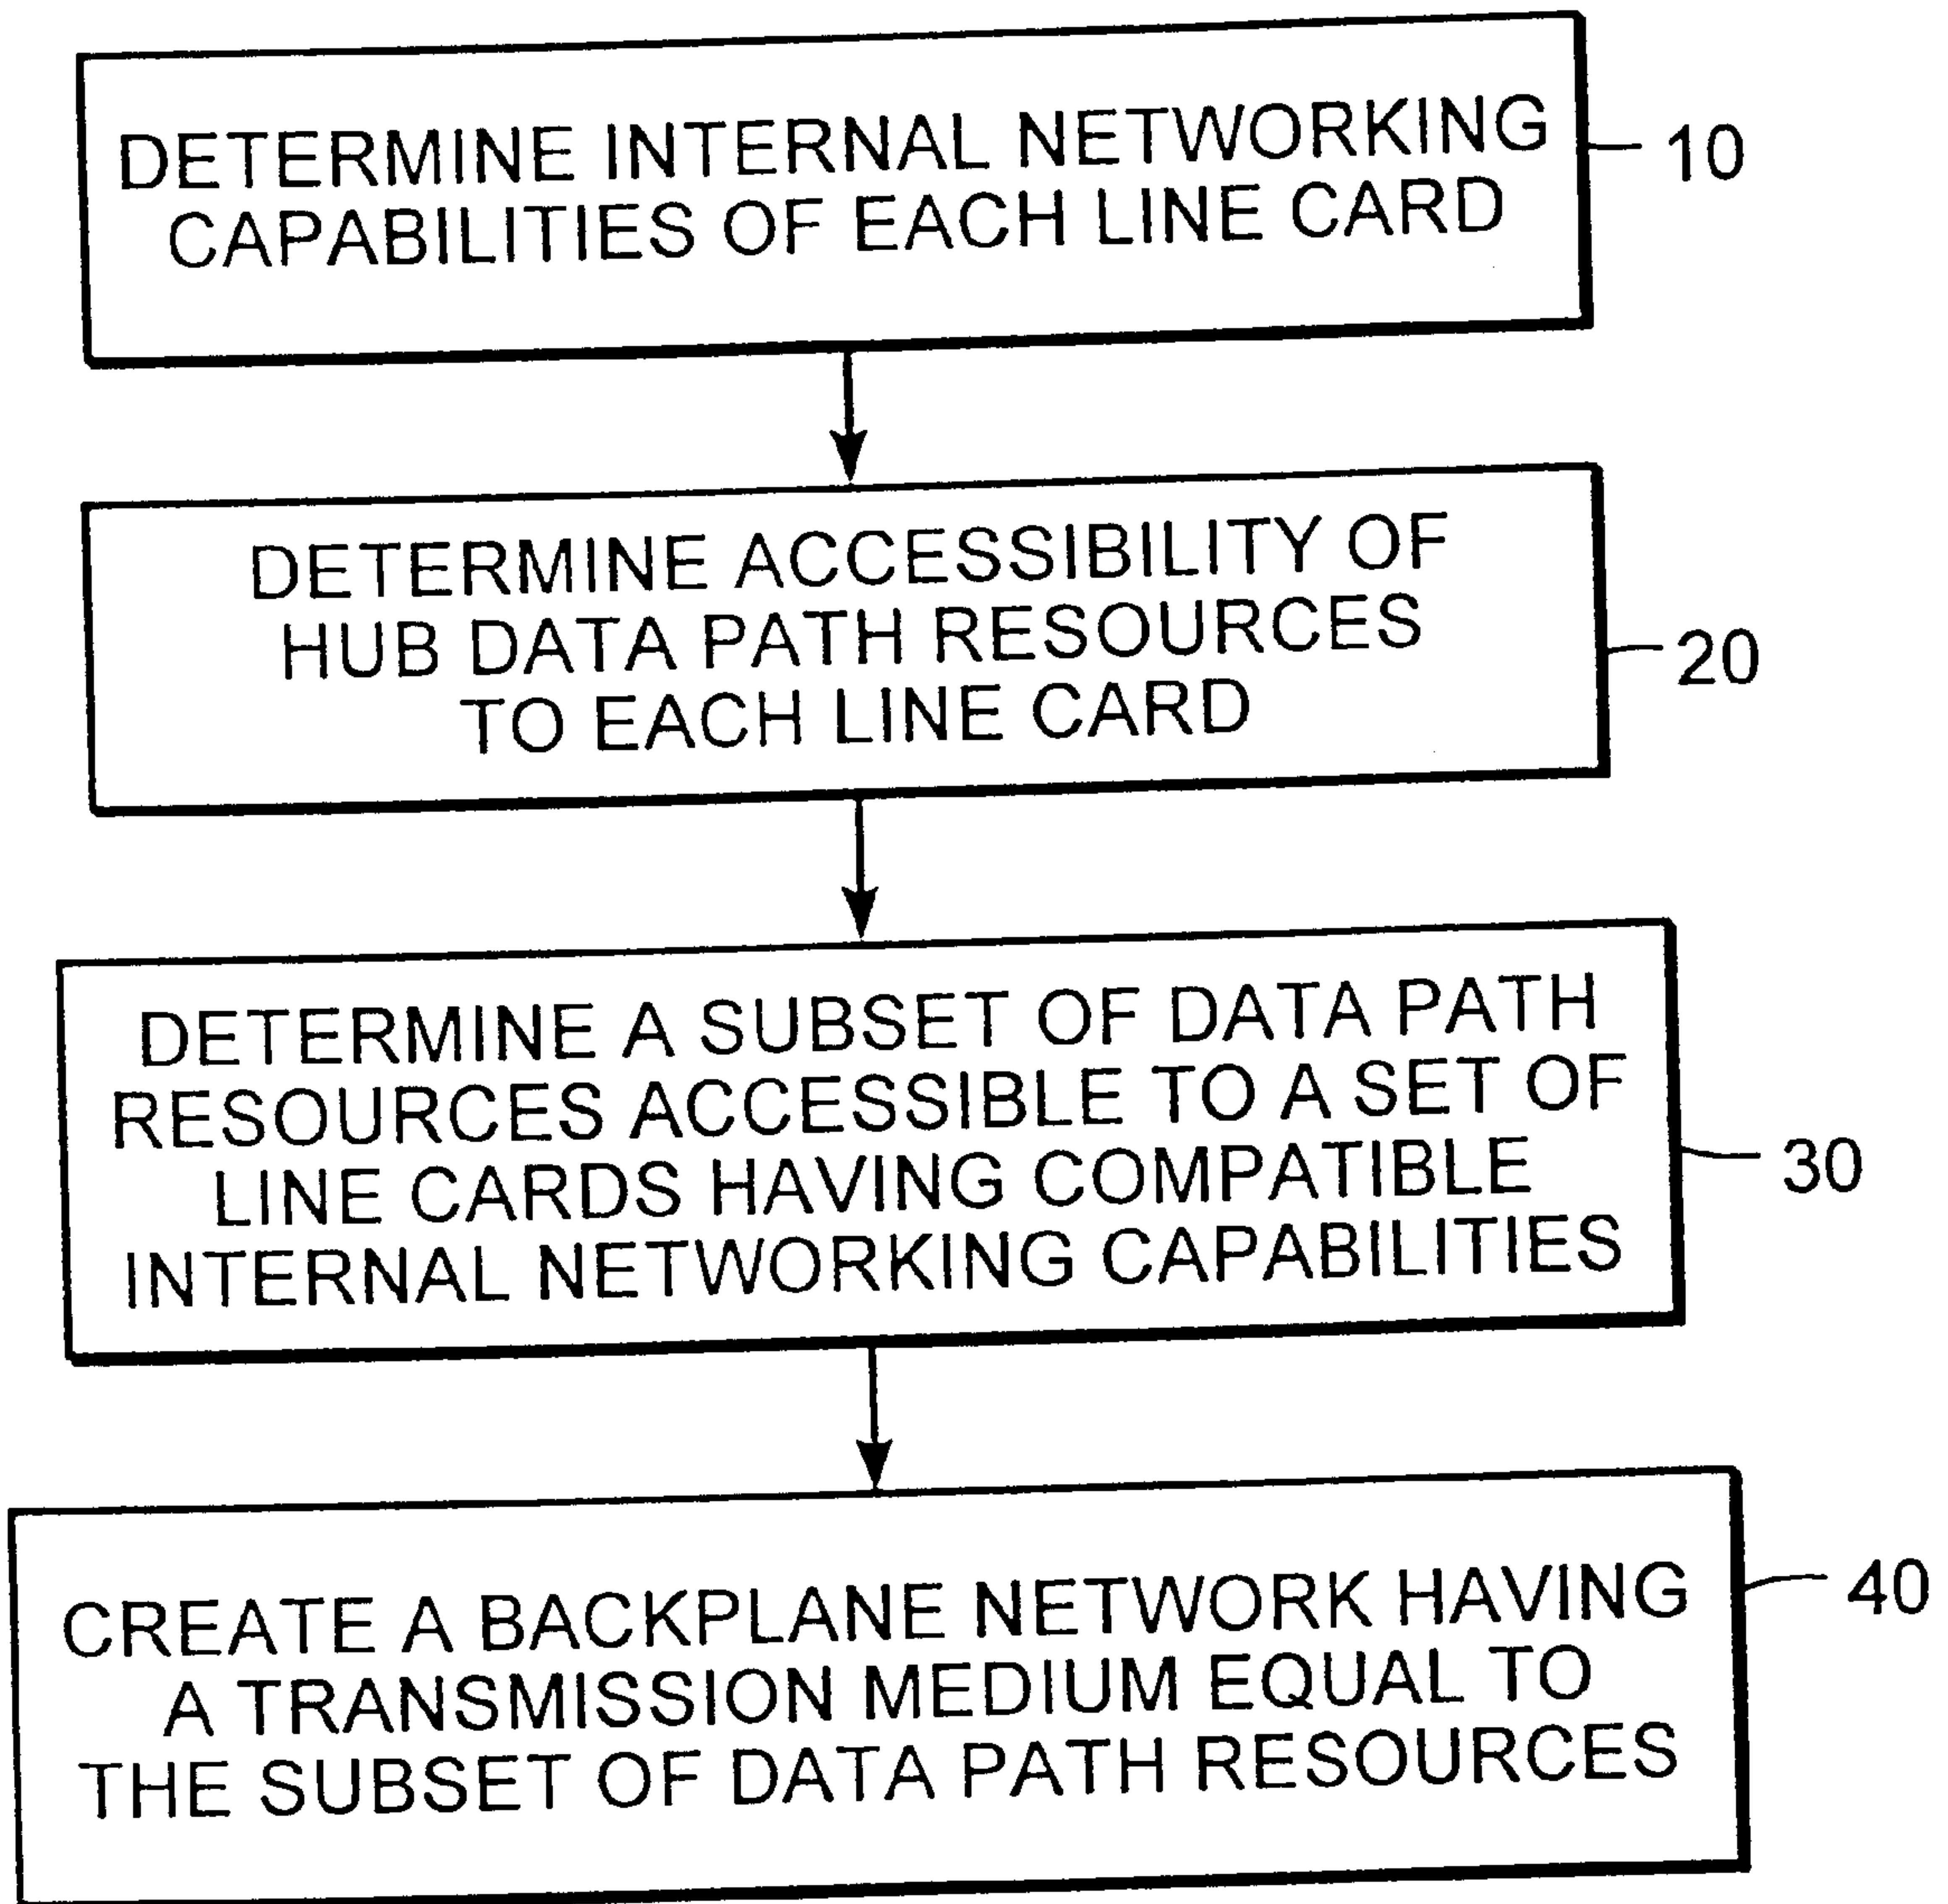 DETERMINE INTERNAL NETWORKING
CAPABILITIES OF EACH LINE CARD
10
DETERMINE ACCESSIBILITY OF
HUB DATA PATH RESOURCES
TO EACH LINE CARD
20
DETERMINE A SUBSET OF DATA PATH
RESOURCES ACCESSIBLE TO A SET OF
LINE CARDS HAVING COMPATIBLE
INTERNAL NETWORKING CAPABILITIES
30
CREATE A BACKPLANE NETWORK HAVING
A TRANSMISSION MEDIUM EQUAL TO
THE SUBSET OF DATA PATH RESOURCES
40